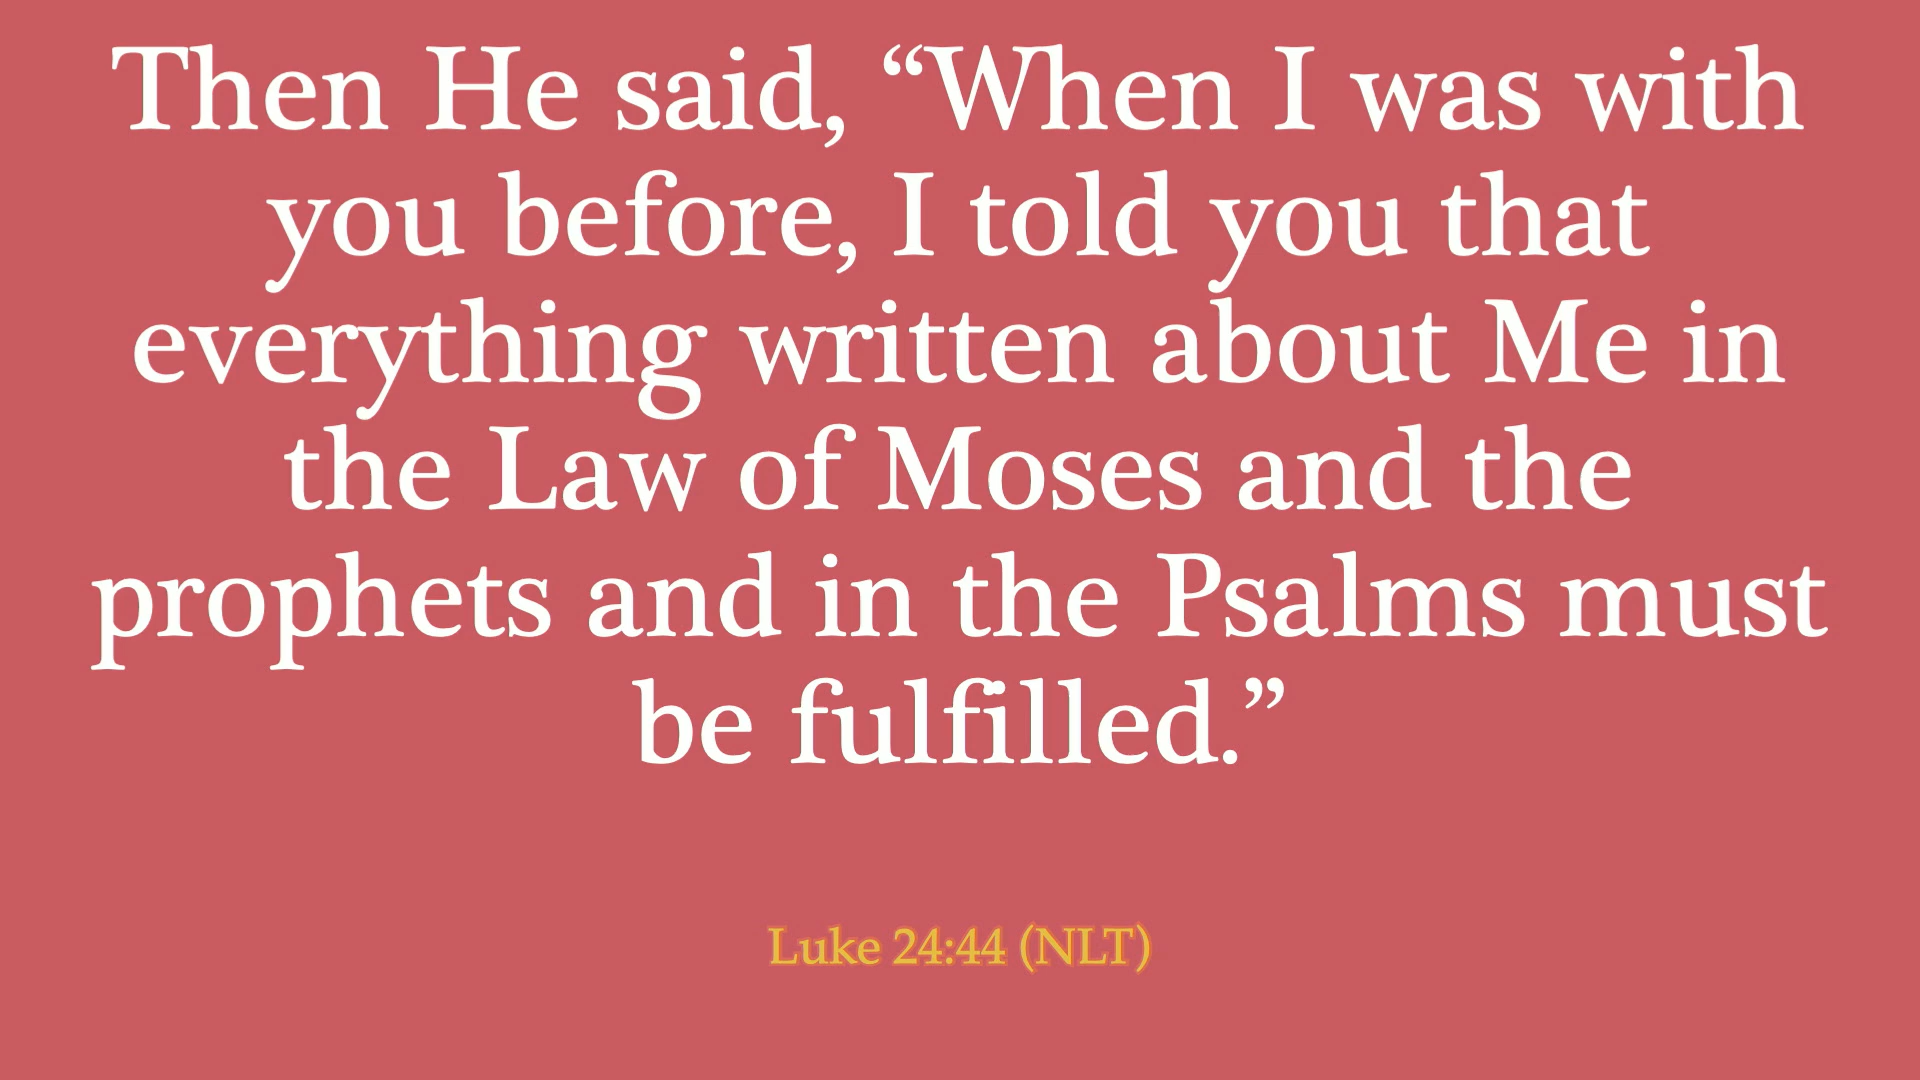 Then He said, “When I was with
you before, I told you that
everything written about Me in
the Law of Moses and the
prophets and in the Psalms must
be fulfilled.”
Luke 24:44 (NLT)